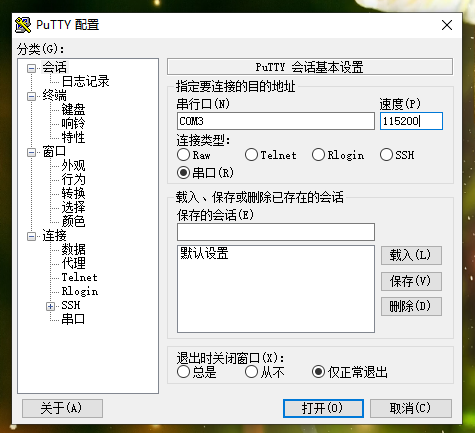 PuTTY 配置
分类(G):
会话
日志记录
终端
键盘
响铃
特性
窗口
外观
行为
转换
选择
颜色
连接
数据
代理
Telnet
Rlogin
SSH
串口
PuTTY 会话基本设置
指定要连接的目的地址
串行口(N) 速度(P)
COM3 115200
连接类型:
Raw Telnet Rlogin SSH
串口(R)
载入、保存或删除已存在的会话
保存的会话(E)
默认设置
载入(L)
保存(V)
删除(D)
退出时关闭窗口(X):
总是 从不 仅正常退出
关于(A) 打开(O) 取消(C)